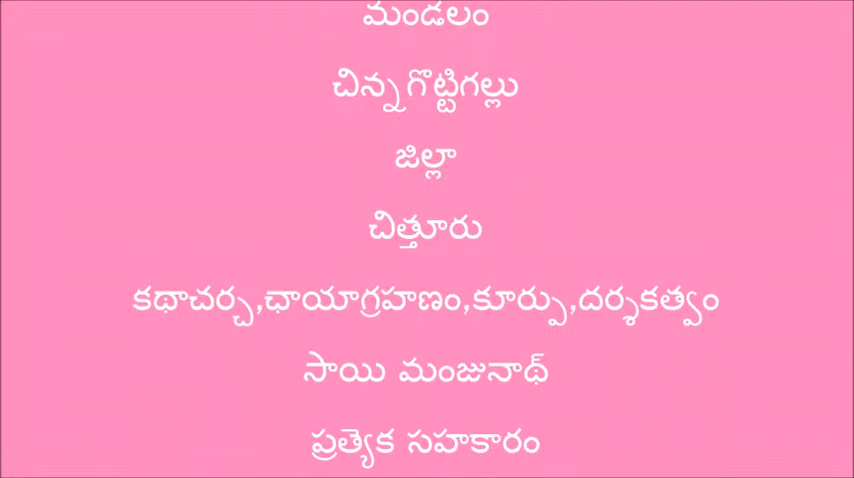 మండలం
చిన్నగొట్టిగల్లు
జిల్లా
చిత్తూరు
కథాచర్చ,ఛాయాగ్రహణం,కూర్పు,దర్శకత్వం
సాయి మంజునాథ్
ప్రత్యేక సహకారం